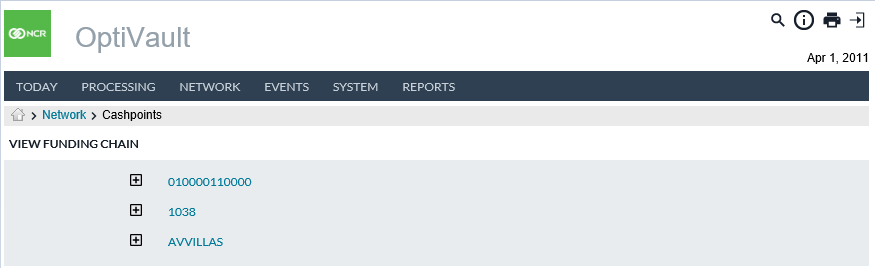 NCR
OptiVault
Apr 1, 2011
TODAY PROCESSING NETWORK EVENTS SYSTEM REPORTS
Network Cashpoints
VIEW FUNDING CHAIN
010000110000
1038
AVVILLAS